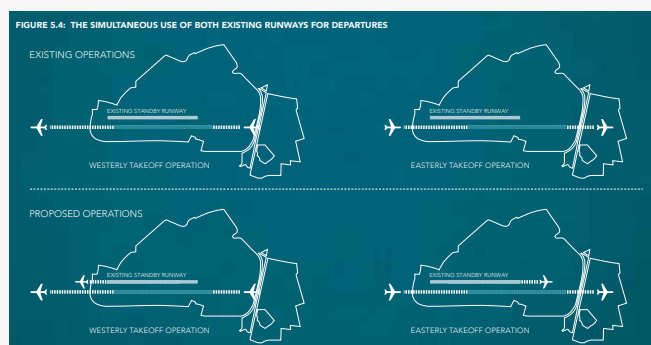 FIGURE 5.4: THE SIMULTANEOUS USE OF BOTH EXISTING RUNWAYS FOR DEPARTURES
EXISTING OPERATIONS
EXISTING STANDBY RUNWAY
EXISTING STANDBY RUNWAY
WESTERLY TAKEOFF OPERATION
EASTERLY TAKEOFF OPERATION
PROPOSED OPERATIONS
EXISTING STANDBY RUNWAY
EXISTING STANDBY RUNWAY
WESTERLY TAKEOFF OPERATION
EASTERLY TAKEOFF OPERATION